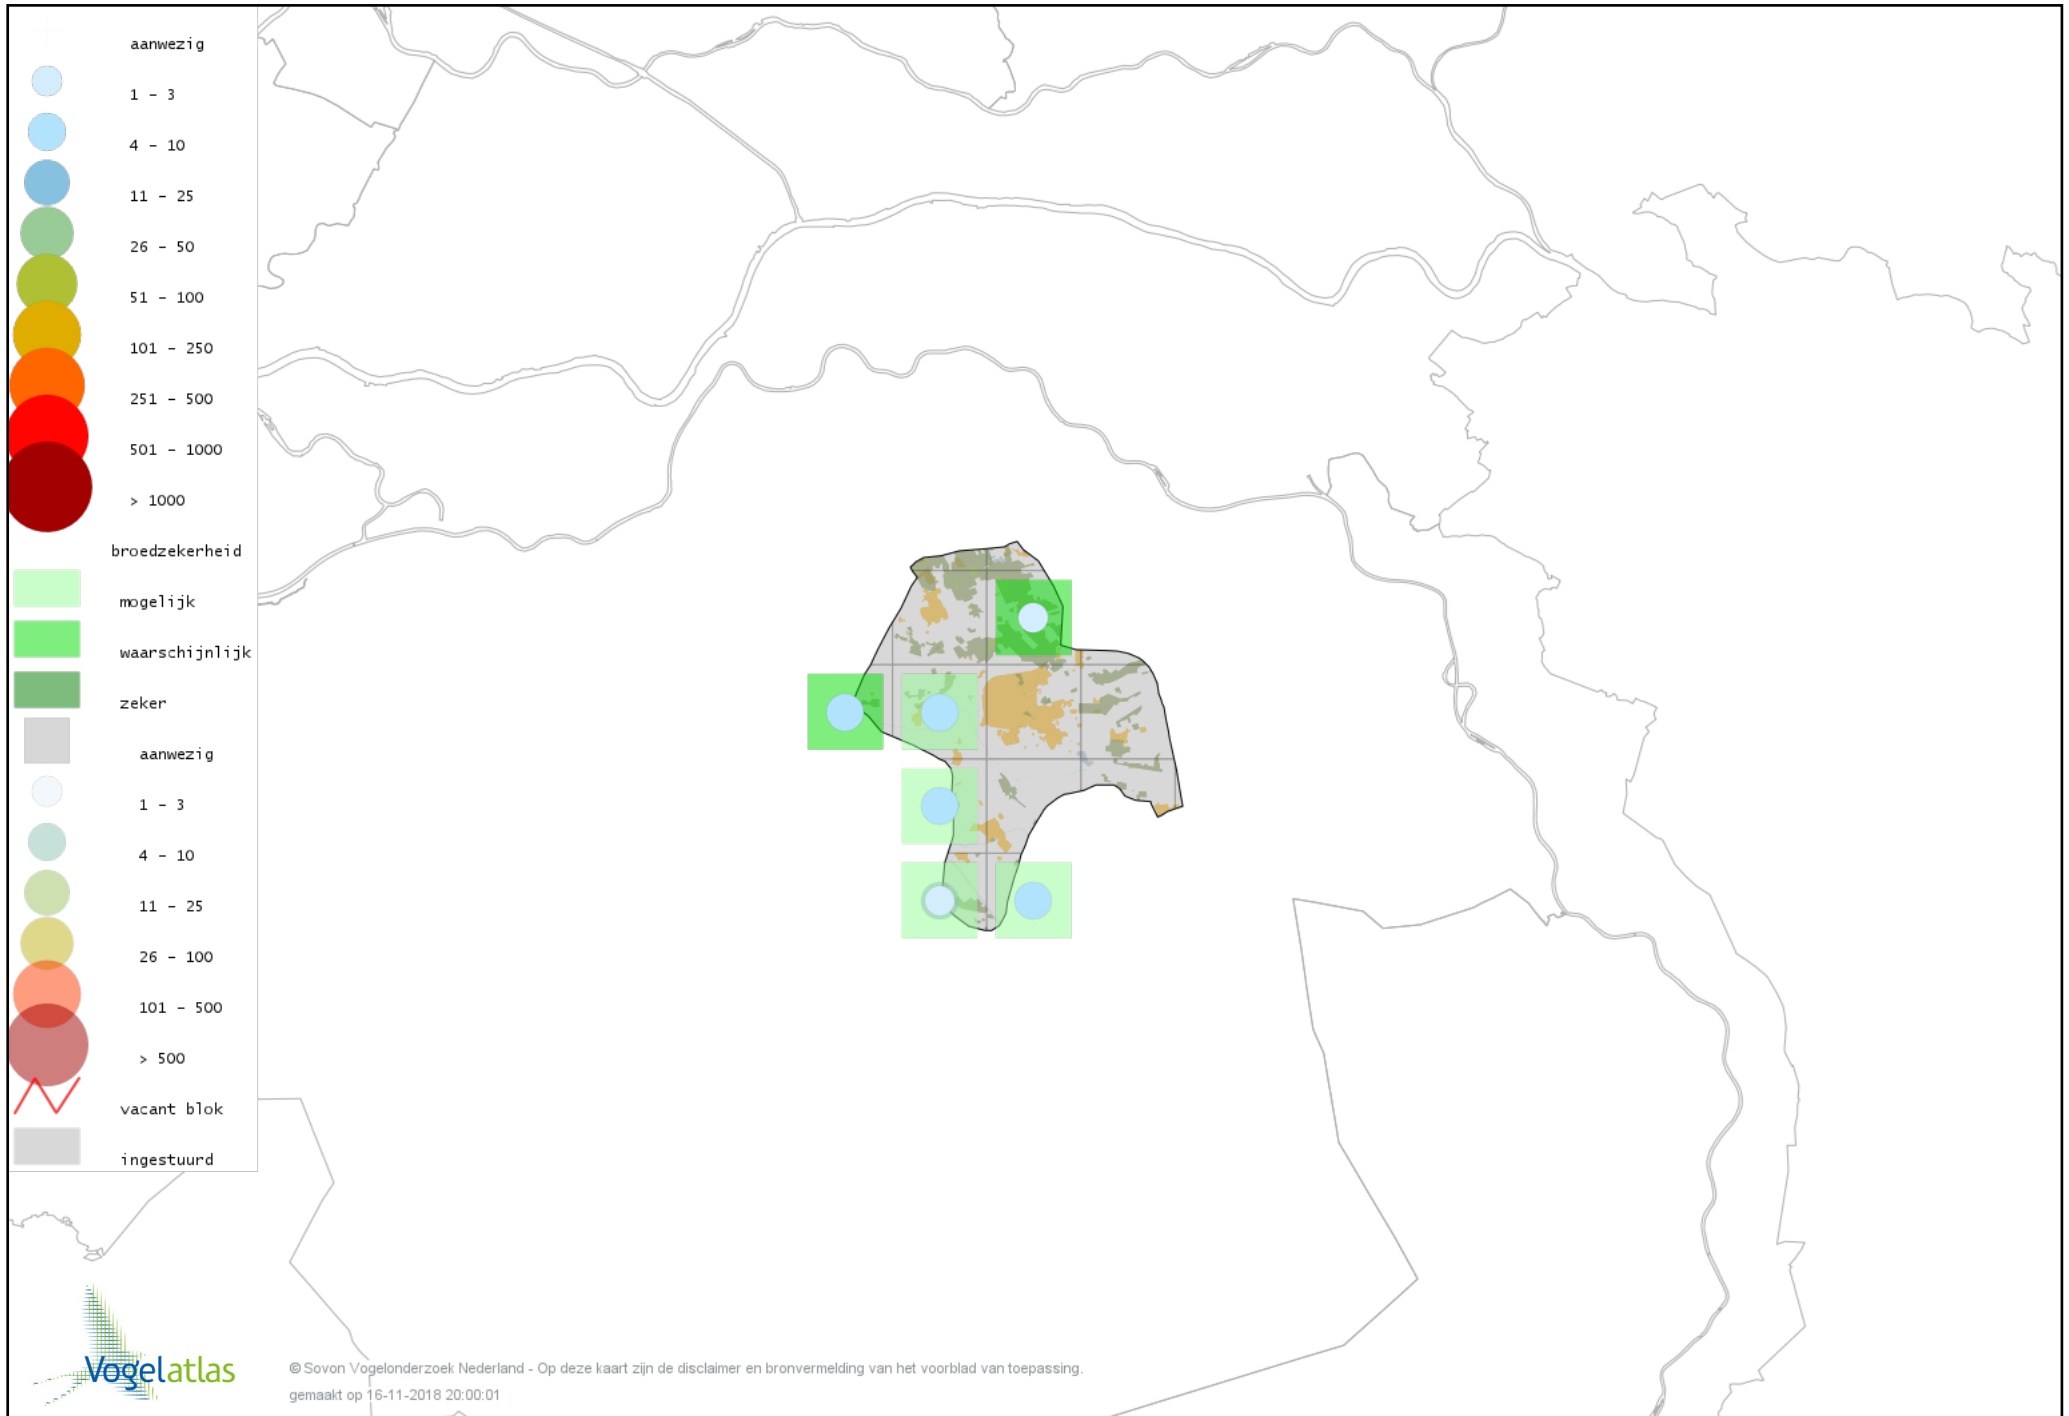 aanwezig
1 - 3
4 - 10
11 - 25
26 - 50
51 - 100
101 - 250
251 - 500
501 - 1000
> 1000
broedzekerheid
mogelijk
waarschijnlijk
zeker
aanwezig
1 - 3
4 - 10
11 - 25
26 - 100
101 - 500
> 500
vacant blok
ingestuurd
Vogelatlas
© Sovon Vogelonderzoek Nederland - Op deze kaart zijn de disclaimer en bronvermelding van het voorblad van toepassing.
gemaakt op 16-11-2018 20:00:01